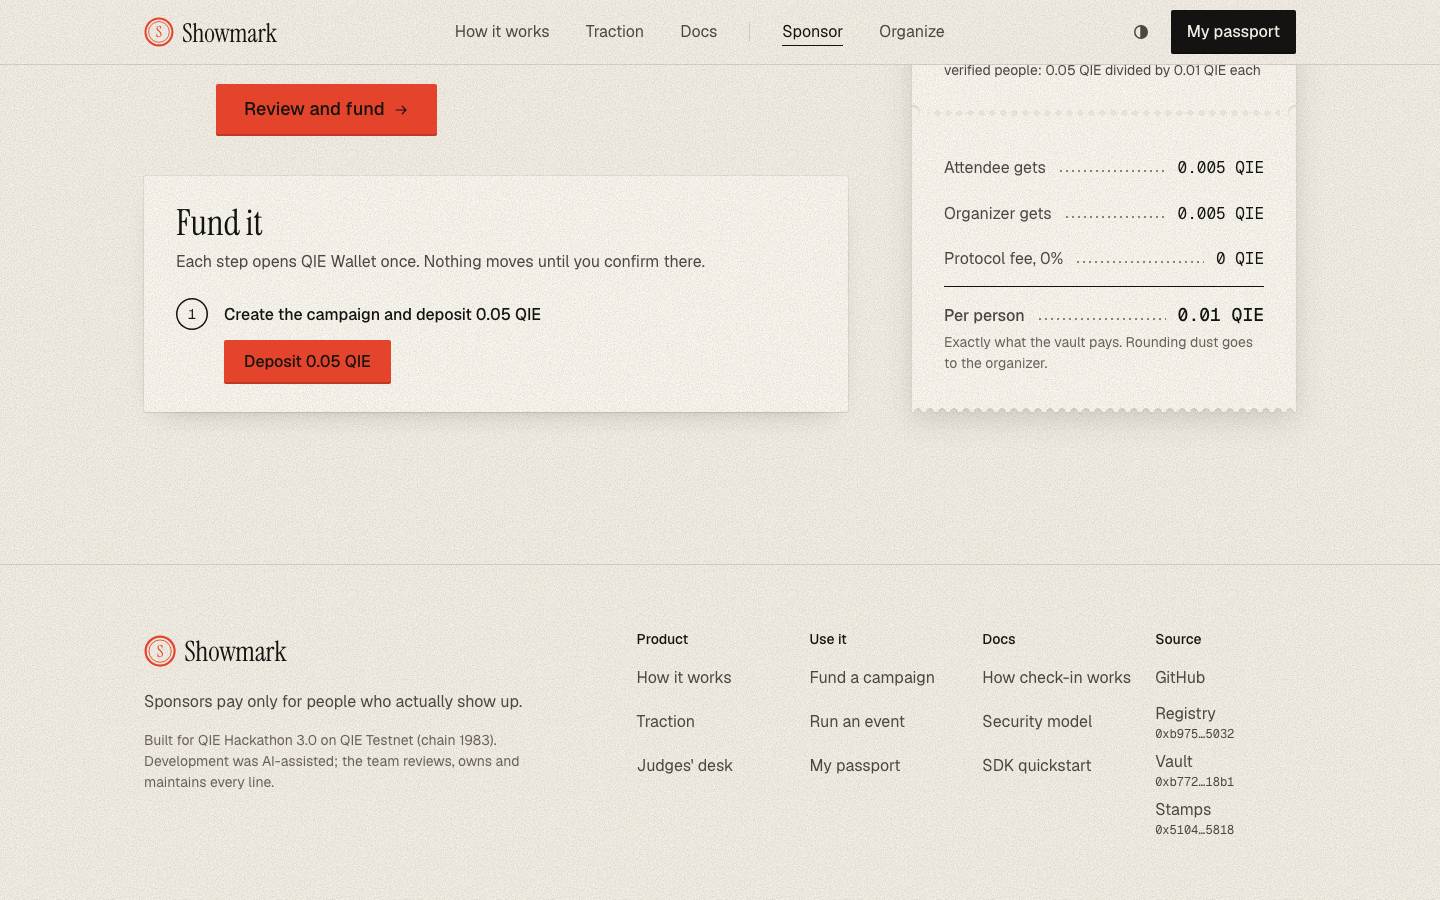 Showmark
How it works
Traction
Docs
Sponsor
Organize
My passport
verified people: 0.05 QIE divided by 0.01 QIE each
Review and fund →
Fund it
Each step opens QIE Wallet once. Nothing moves until you confirm there.
1 Create the campaign and deposit 0.05 QIE
Deposit 0.05 QIE
Attendee gets 0.005 QIE
Organizer gets 0.005 QIE
Protocol fee, 0% 0 QIE
Per person 0.01 QIE
Exactly what the vault pays. Rounding dust goes
to the organizer.
Showmark
Sponsors pay only for people who actually show up.
Built for QIE Hackathon 3.0 on QIE Testnet (chain 1983).
Development was AI-assisted; the team reviews, owns and
maintains every line.
Product
How it works
Traction
Judges' desk
Use it
Fund a campaign
Run an event
My passport
Docs
How check-in works
Security model
SDK quickstart
Source
GitHub
Registry
0xb975…5032
Vault
0xb772…18b1
Stamps
0x5104…5818